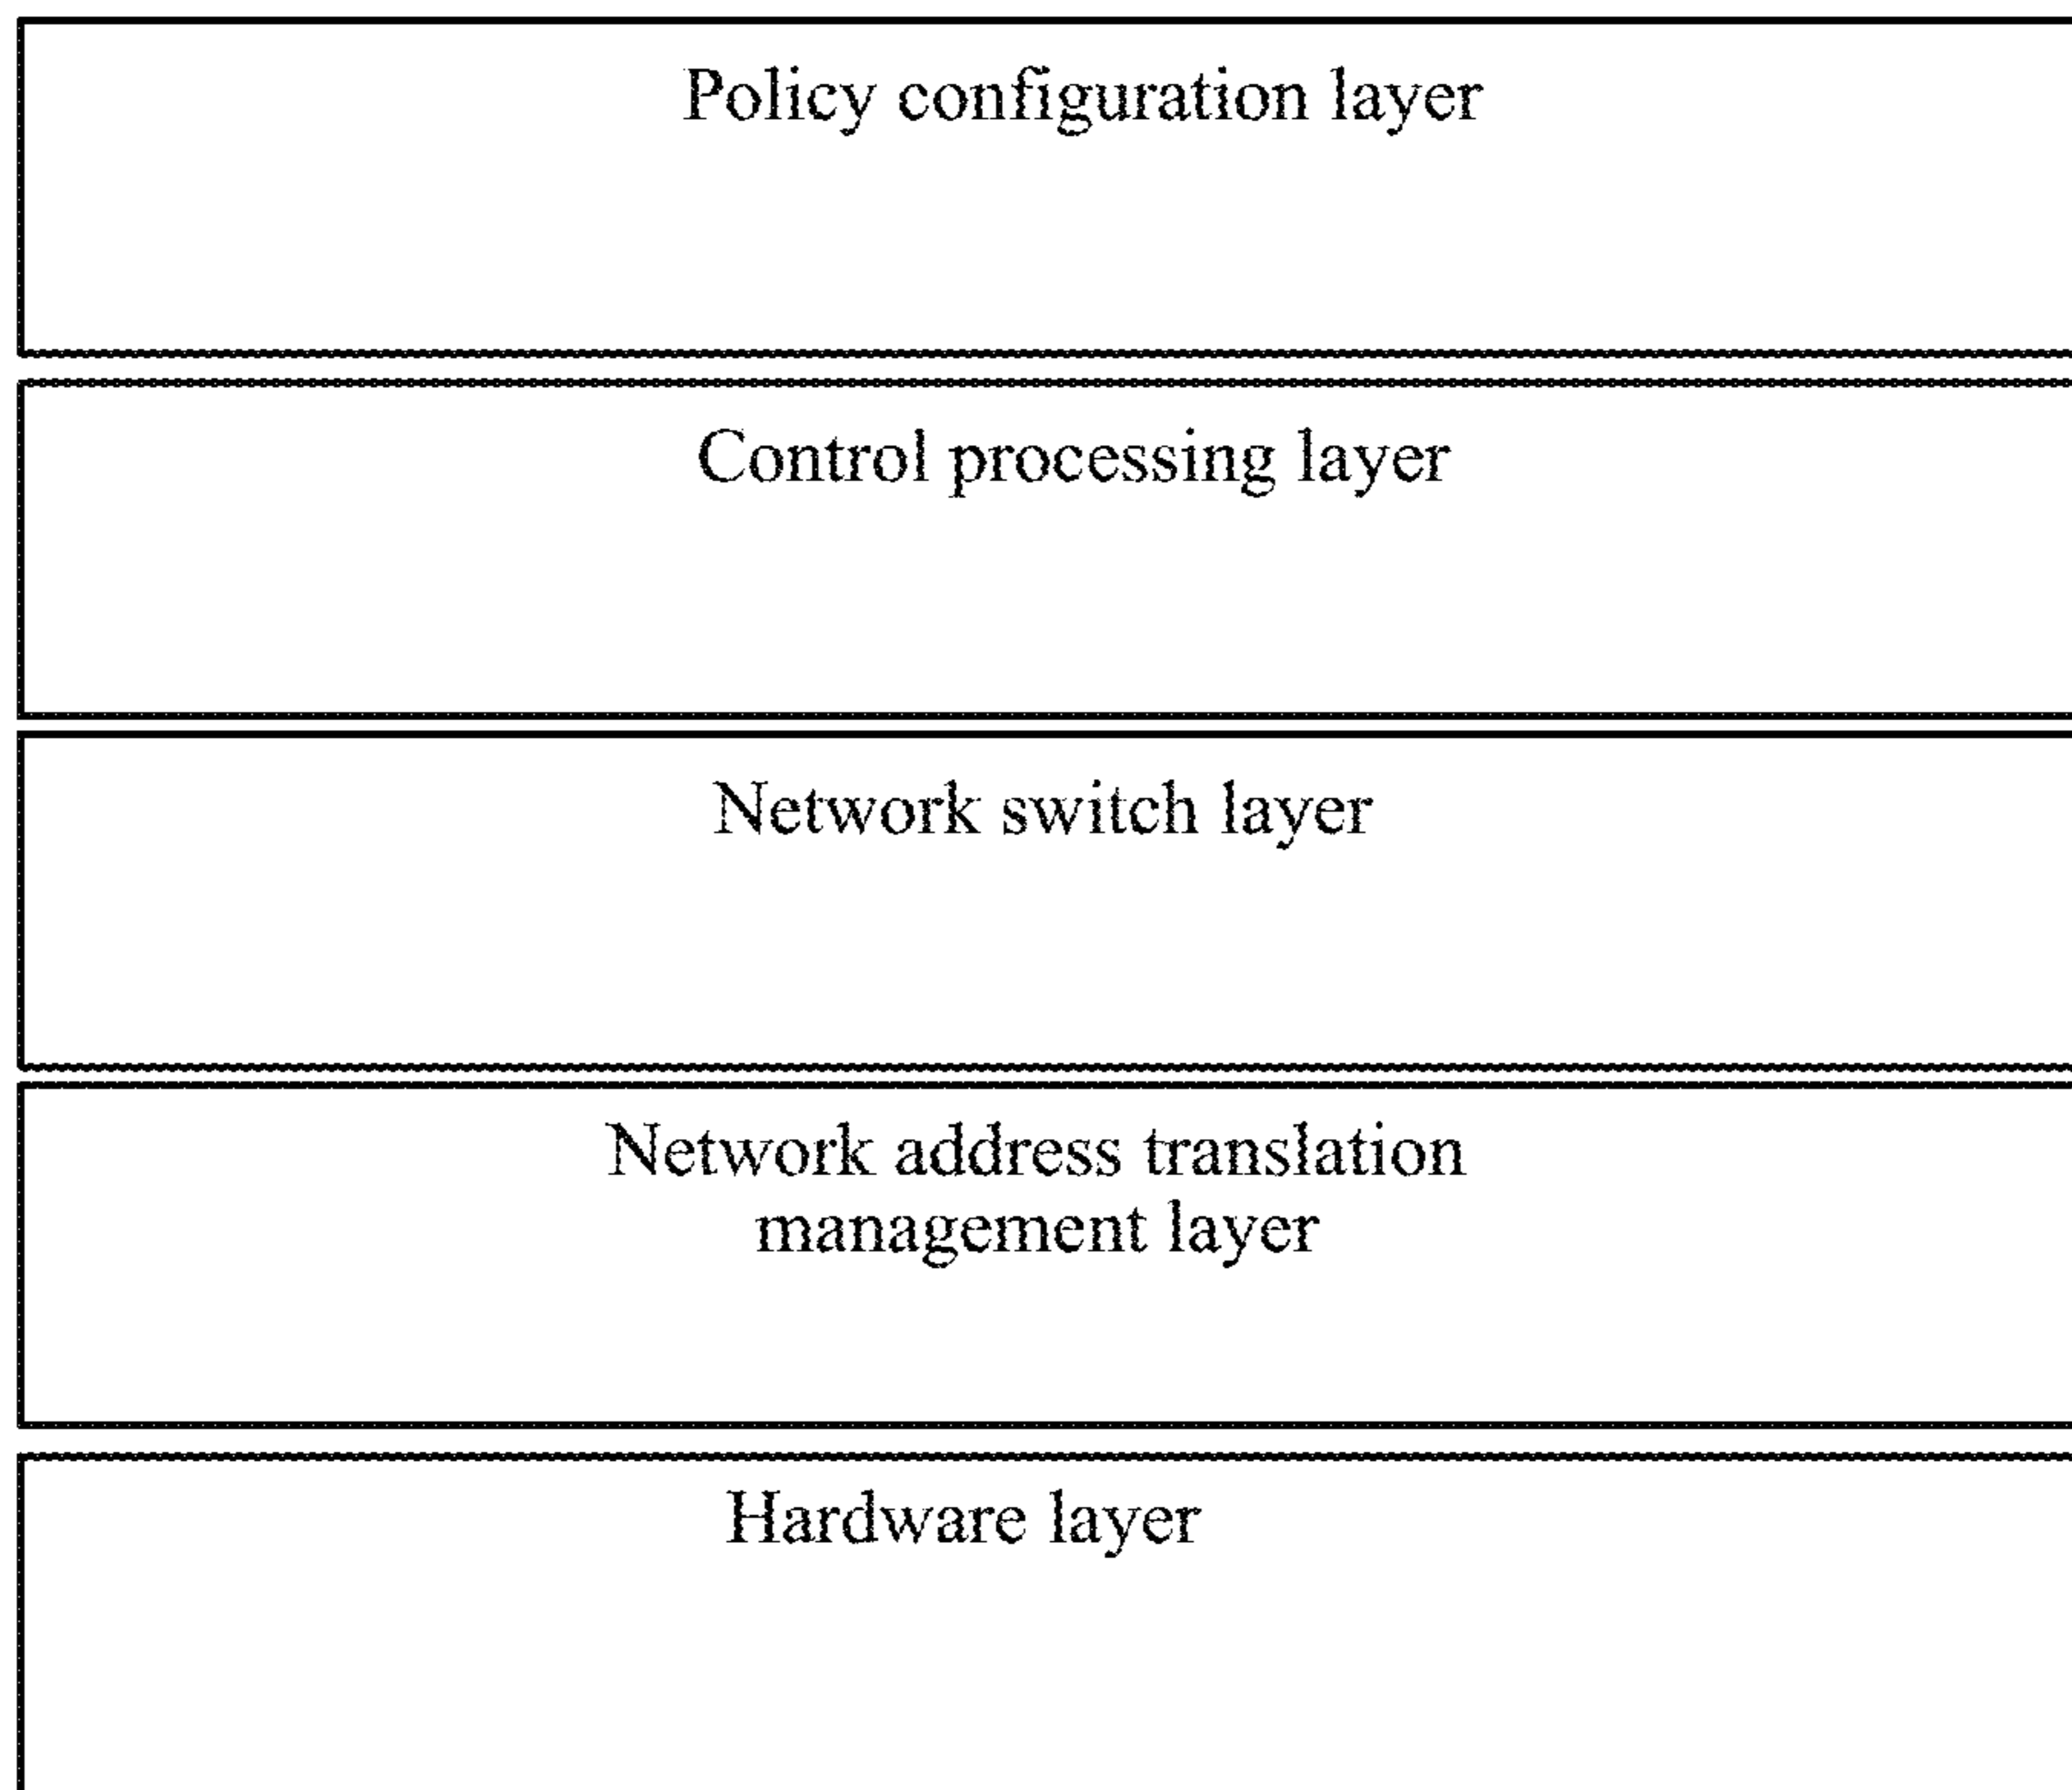 Policy configuration layer
Control processing layer
Network switch layer
Network address translation
management layer
Hardware layer